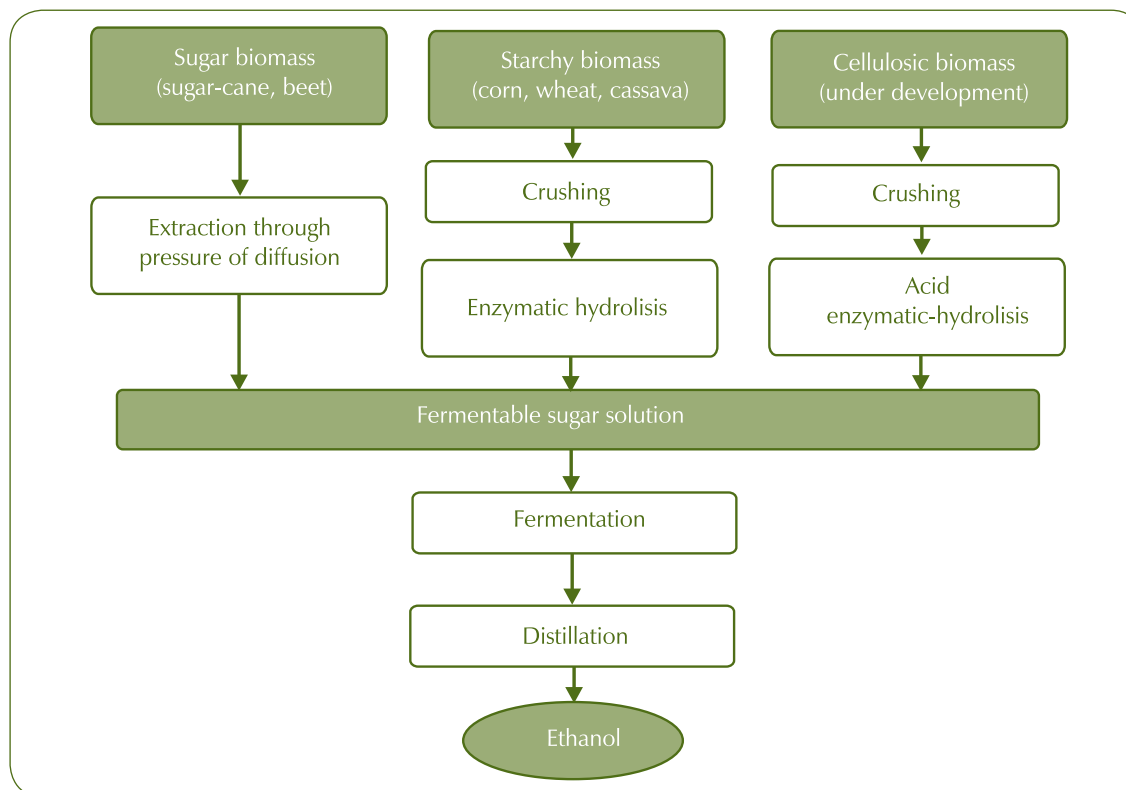 Sugar biomass
(sugar-cane, beet)
Starchy biomass
(corn, wheat, cassava)
Cellulosic biomass
(under development)
Extraction through
pressure of diffusion
Crushing
Enzymatic hydrolisis
Crushing
Acid
enzymatic-hydrolisis
Fermentable sugar solution
Fermentation
Distillation
Ethanol